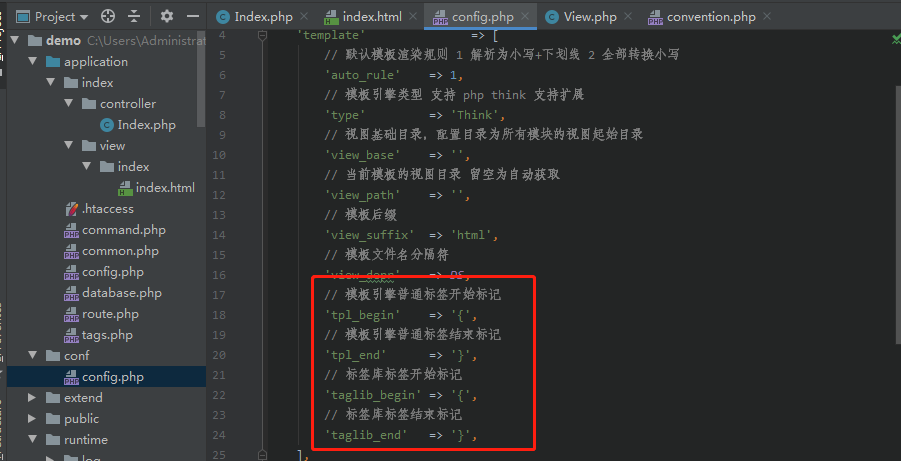 Project
Index.php
index.html
config.php
View.php
convention.php
demo C:\Users\Administrat
application
index
controller
Index.php
view
index
index.html
.htaccess
command.php
common.php
config.php
database.php
route.php
tags.php
conf
config.php
extend
public
runtime
log
4 'template' => [
5 // 默认模板渲染规则 1 解析为小写+下划线 2 全部转换小写
6 'auto_rule' => 1,
7 // 模板引擎类型 支持 php think 支持扩展
8 'type' => 'Think',
9 // 视图基础目录，配置目录为所有模块的视图起始目录
10 'view_base' => '',
11 // 当前模板的视图目录 留空为自动获取
12 'view_path' => '',
13 // 模板后缀
14 'view_suffix' => 'html',
15 // 模板文件名分隔符
16 'view_depr' => DS,
17 // 模板引擎普通标签开始标记
18 'tpl_begin' => '{',
19 // 模板引擎普通标签结束标记
20 'tpl_end' => '}',
21 // 标签库标签开始标记
22 'taglib_begin' => '{',
23 // 标签库标签结束标记
24 'taglib_end' => '}',
25 ],